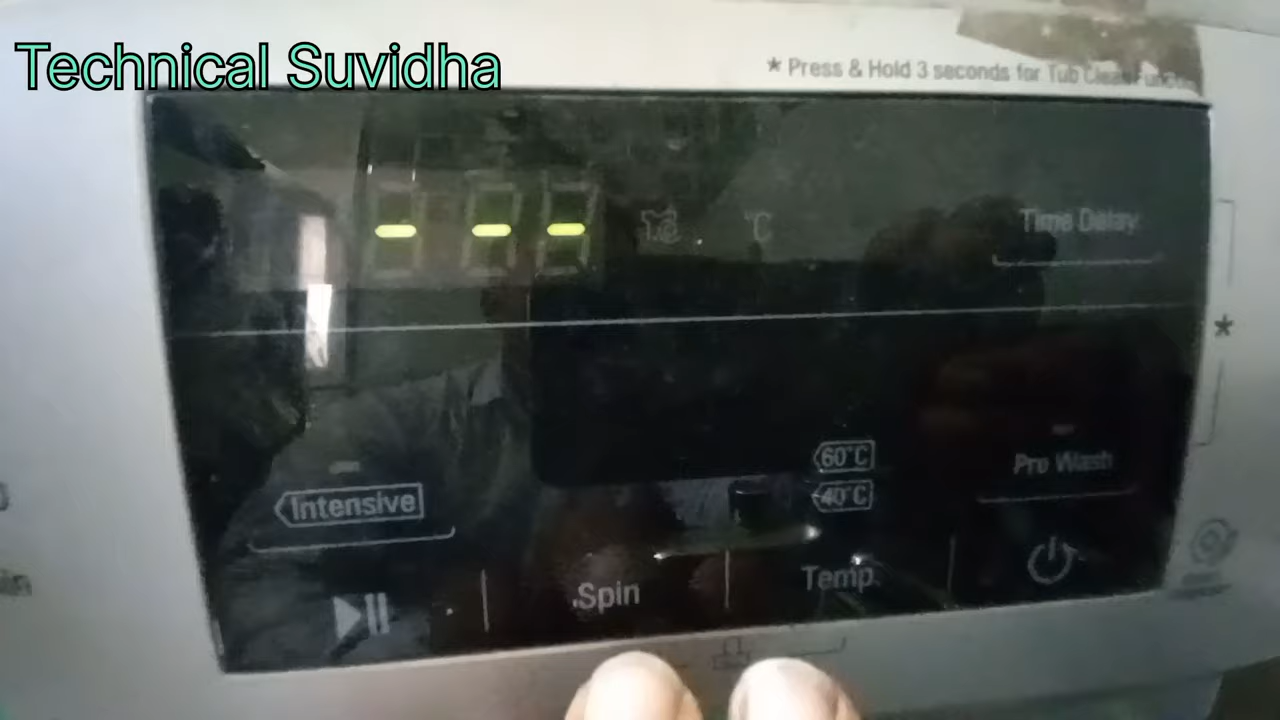 Technical Suvidha
* Press & Hold 3 seconds for Tub Clean
- - -
°C
Time Delay
*
60°C
Pre Wash
40°C
Intensive
Spin
Temp.